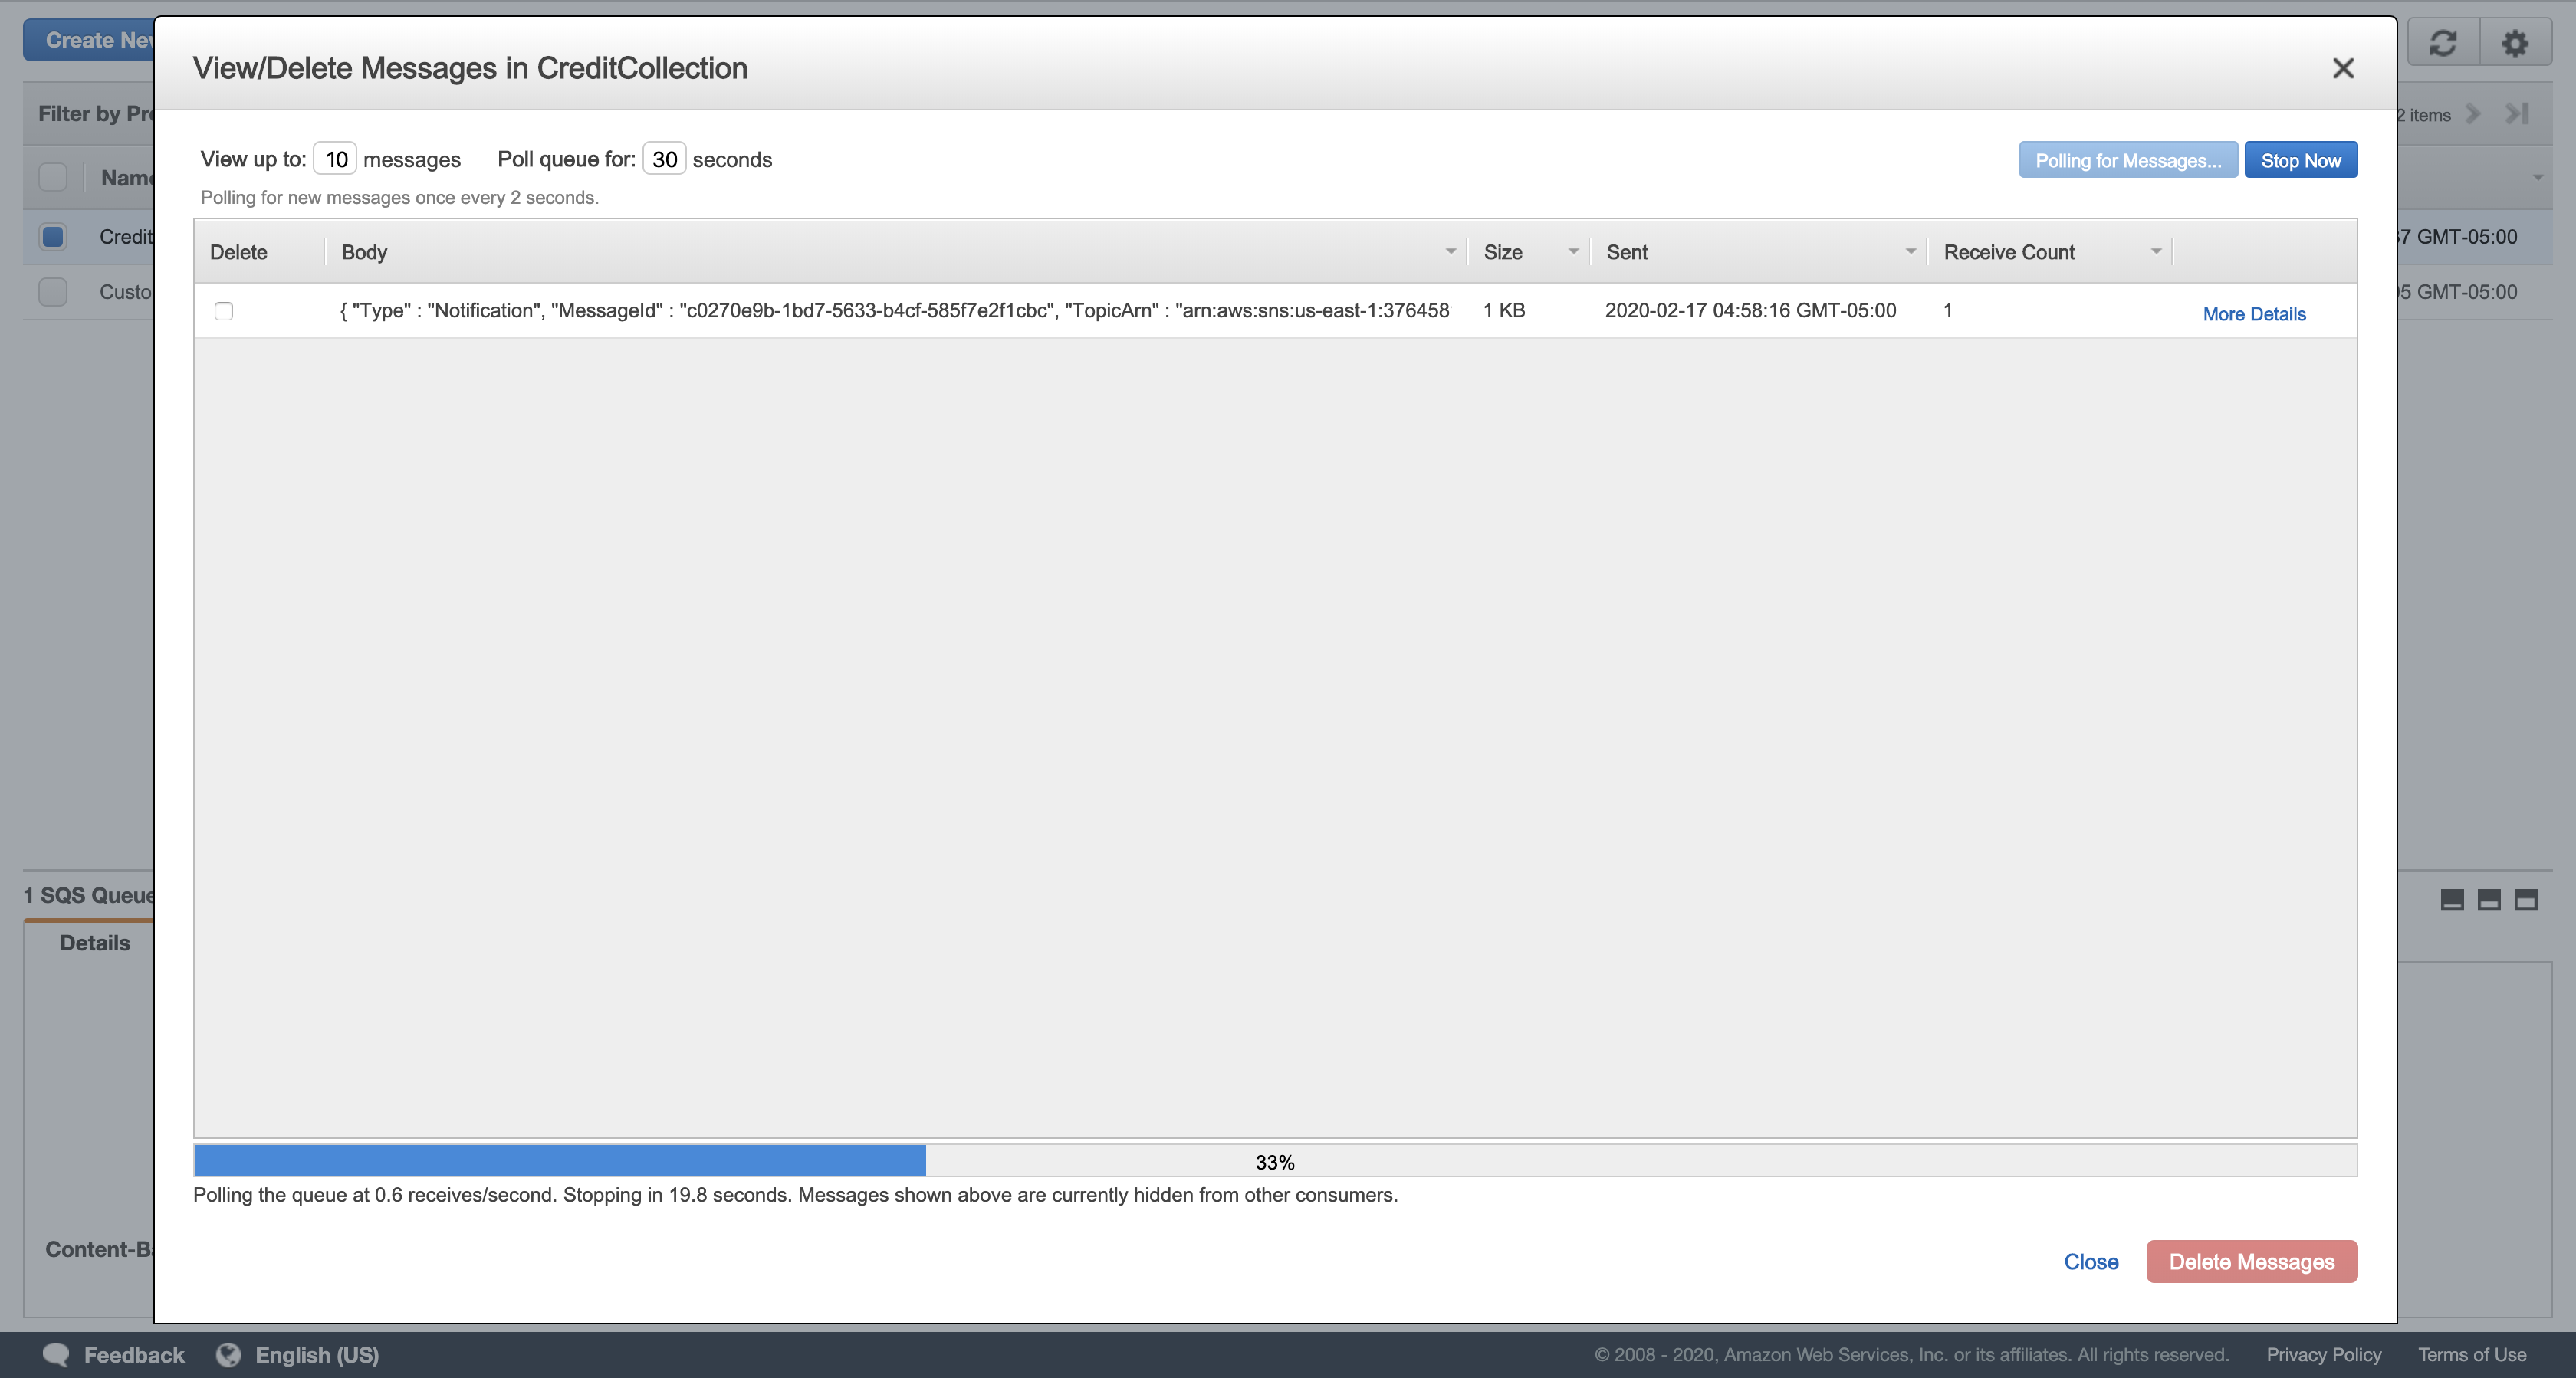 Create Nev
View/Delete Messages in CreditCollection
Filter by Pre
2 items
View up to: 10 messages Poll queue for: 30 seconds
Polling for Messages... Stop Now
Name
Polling for new messages once every 2 seconds.
Credit
7 GMT-05:00
Delete Body Size Sent Receive Count
Custo
5 GMT-05:00
{ "Type" : "Notification", "MessageId" : "c0270e9b-1bd7-5633-b4cf-585f7e2f1cbc", "TopicArn" : "arn:aws:sns:us-east-1:376458 1 KB 2020-02-17 04:58:16 GMT-05:00 1 More Details
1 SQS Queue
Details
33%
Polling the queue at 0.6 receives/second. Stopping in 19.8 seconds. Messages shown above are currently hidden from other consumers.
Content-Ba
Close Delete Messages
Feedback English (US) © 2008 - 2020, Amazon Web Services, Inc. or its affiliates. All rights reserved. Privacy Policy Terms of Use